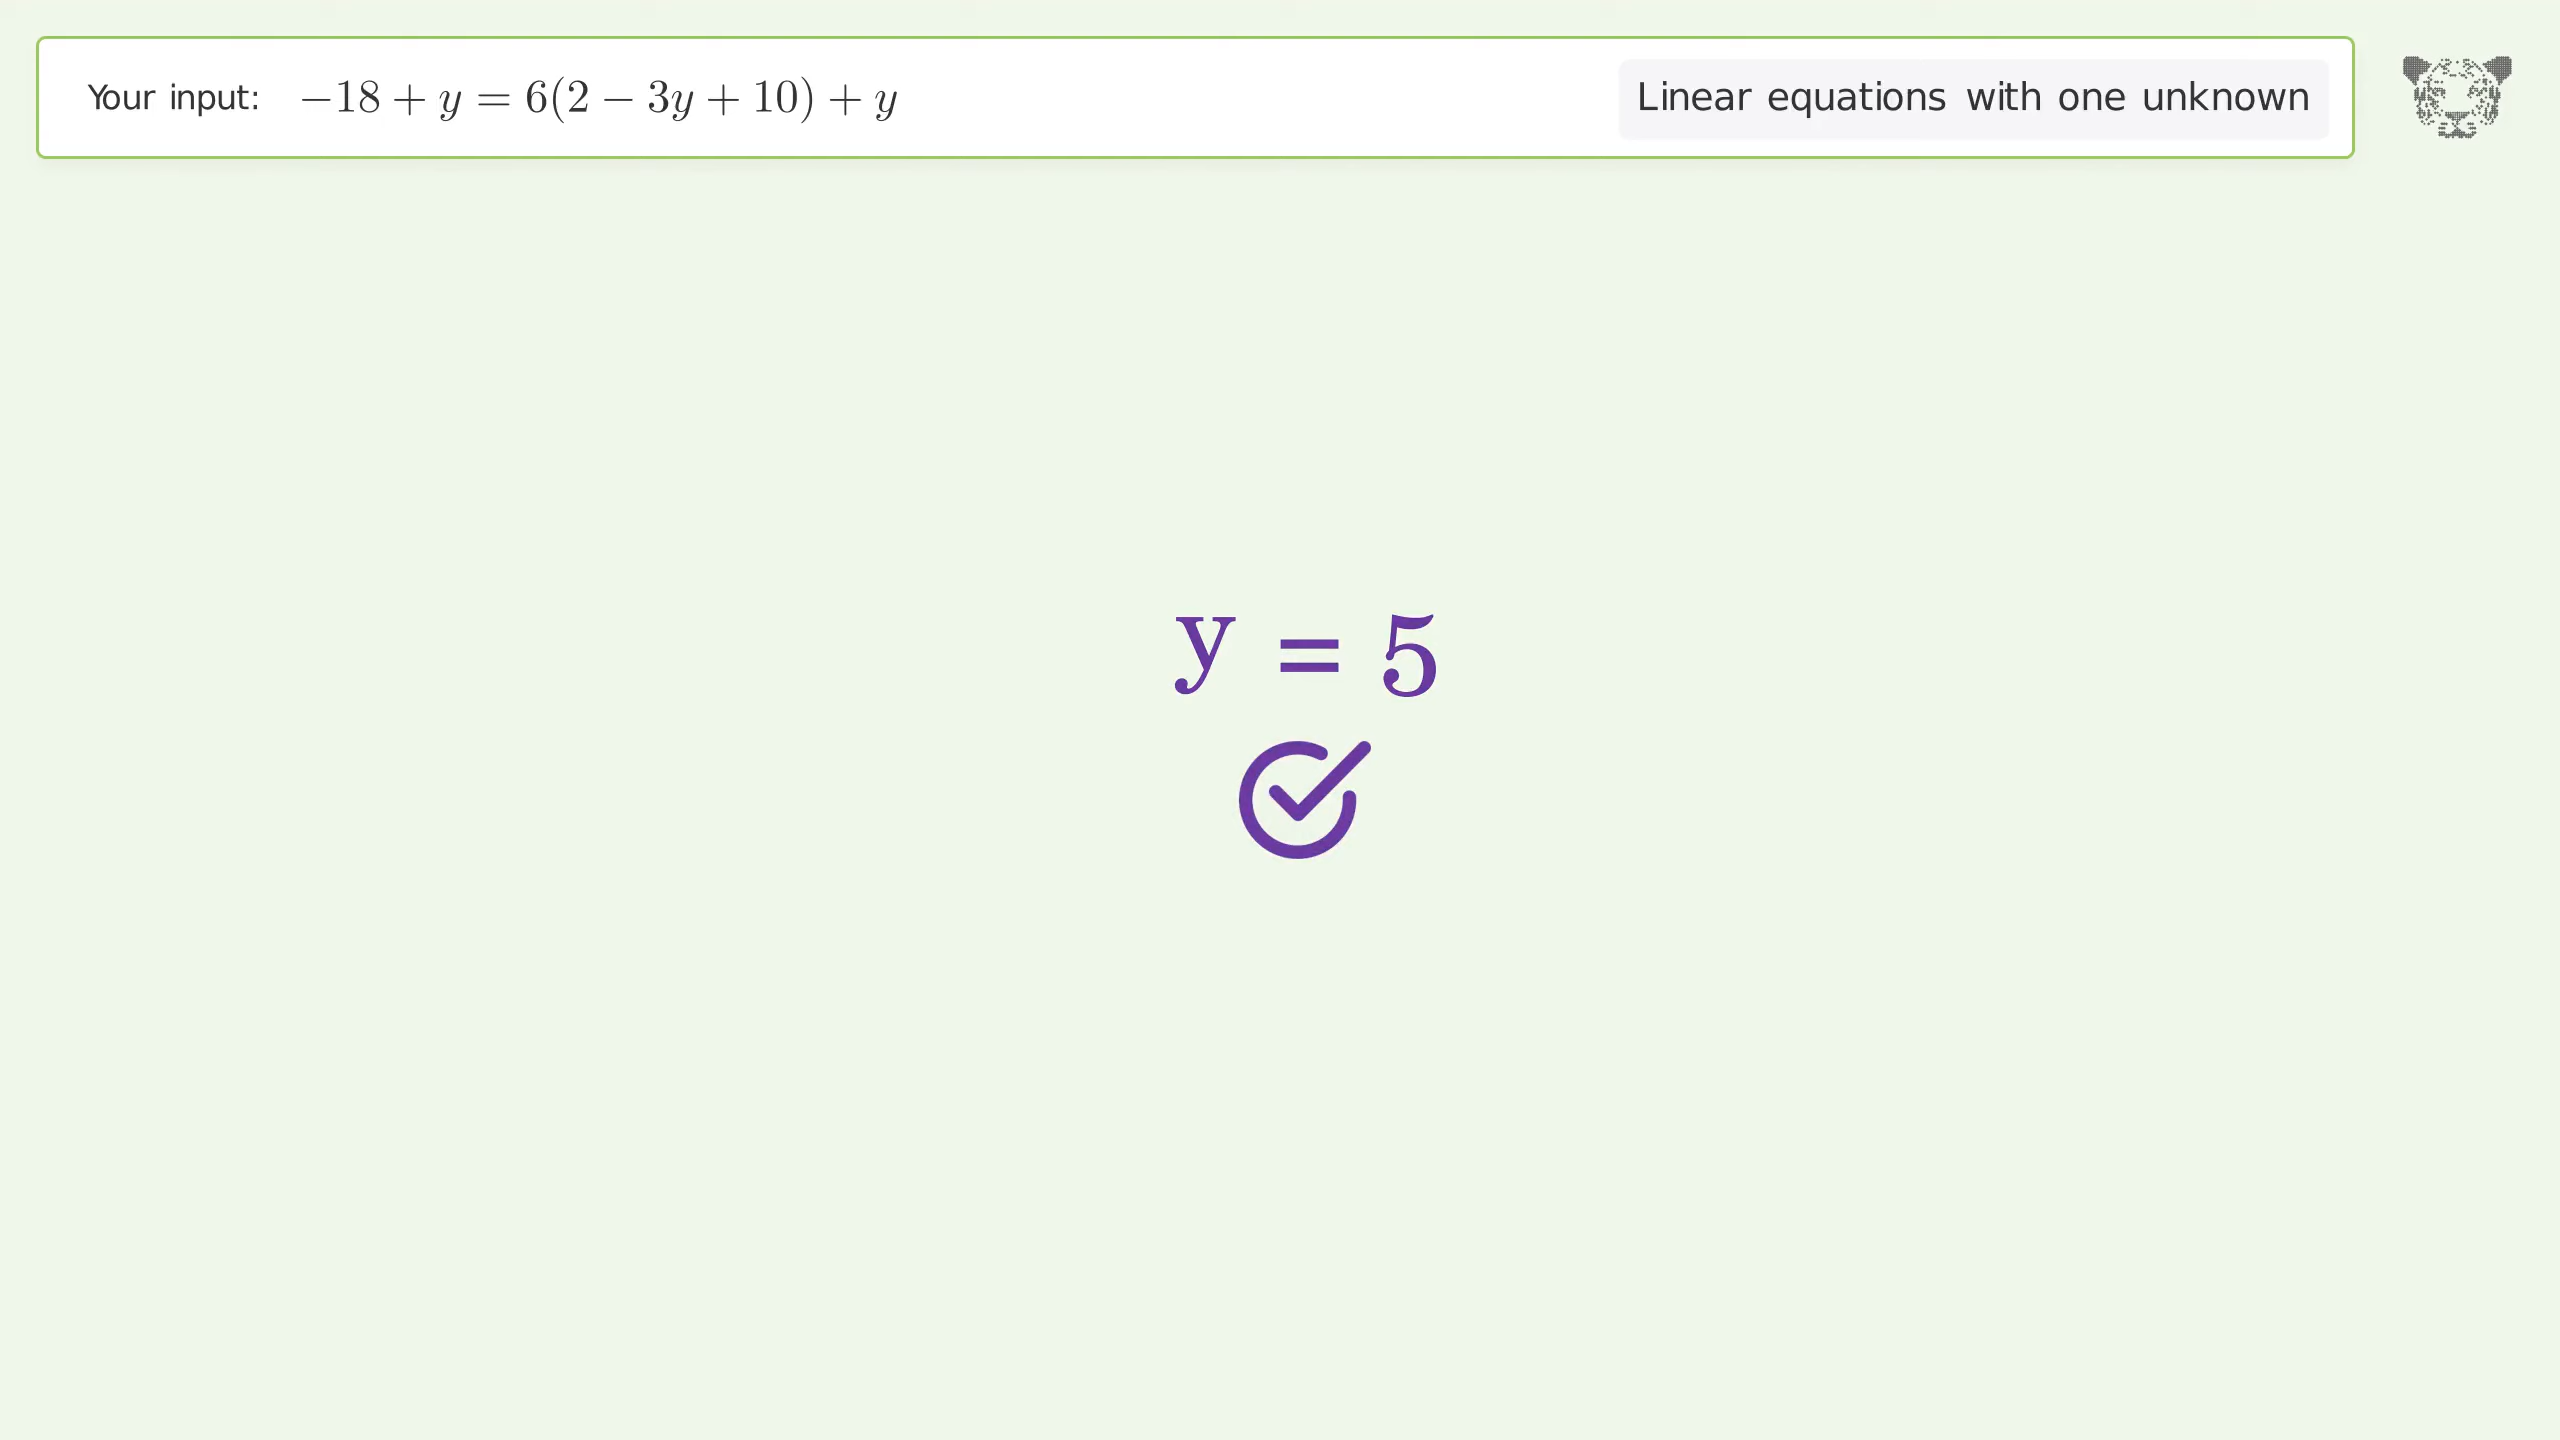 Your input: −18 + y = 6(2 − 3y + 10) + y
Linear equations with one unknown
y = 5